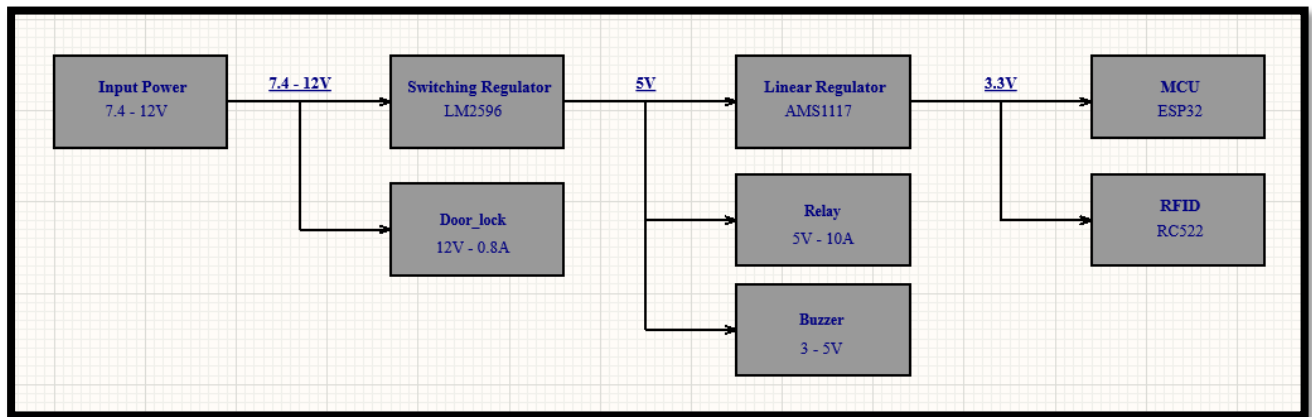 Input Power
7.4 - 12V
7.4 - 12V
Switching Regulator
LM2596
5V
Linear Regulator
AMS1117
3.3V
MCU
ESP32
Door_lock
12V - 0.8A
Relay
5V - 10A
RFID
RC522
Buzzer
3 - 5V